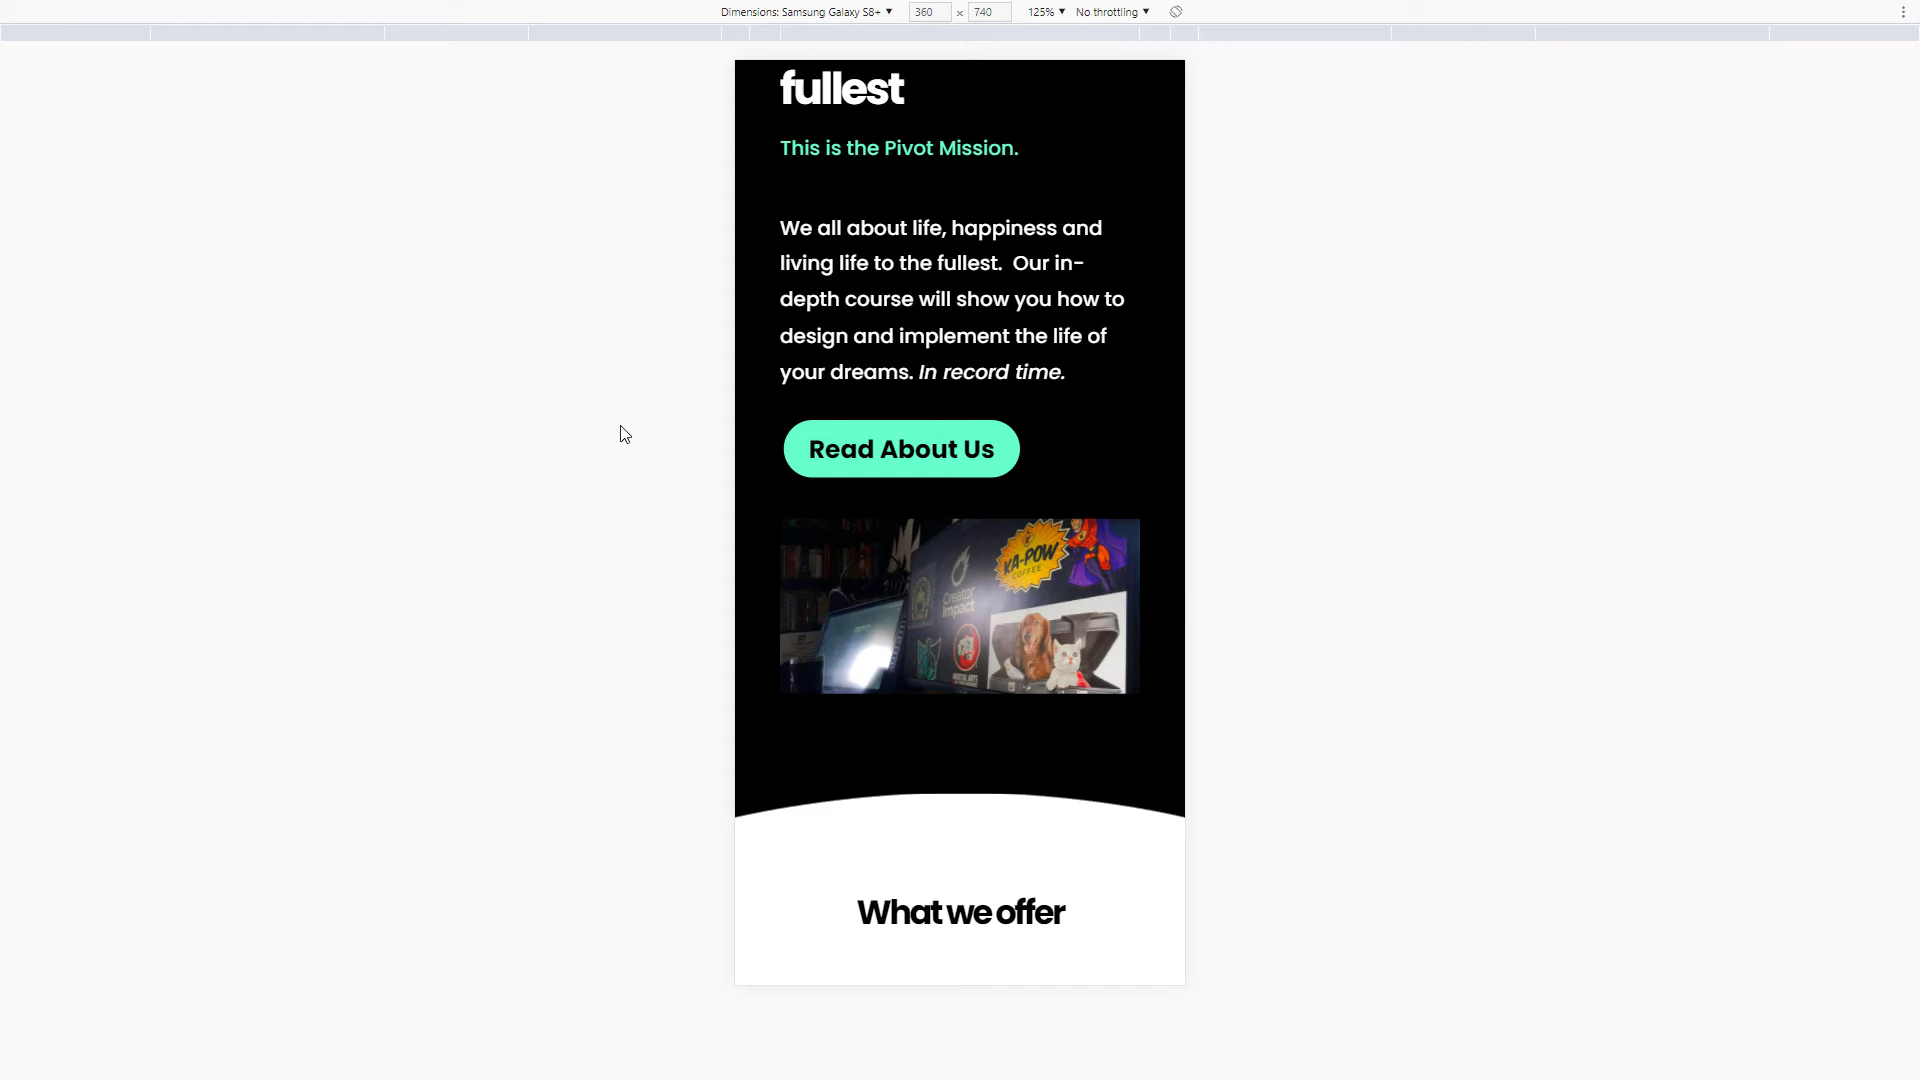 Dimensions: Samsung Galaxy S8+ 360 x 740 125% No throttling
fullest
This is the Pivot Mission.
We all about life, happiness and
living life to the fullest. Our in-
depth course will show you how to
design and implement the life of
your dreams. In record time.
Read About Us
KA-POW
COFFEE
Creator
Impact
MARTIAL ARTS
What we offer